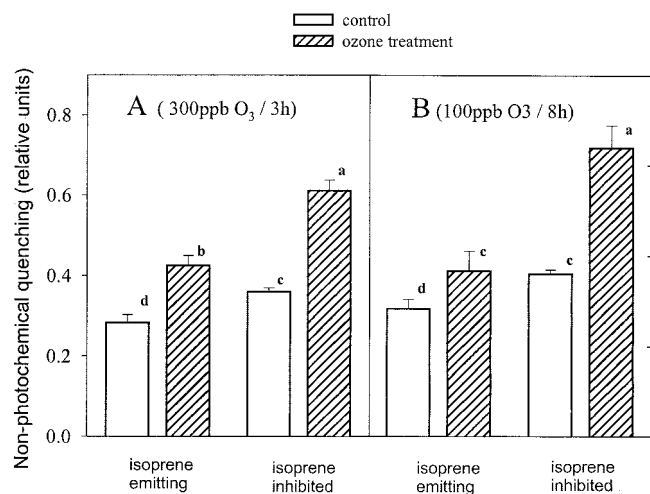 control
ozone treatment
Non-photochemical quenching (relative units)
0.8
0.6
0.4
0.2
0.0
A ( 300ppb O₃ / 3h)
B (100ppb O3 / 8h)
d
b
c
a
d
c
c
a
isoprene
emitting
isoprene
inhibited
isoprene
emitting
isoprene
inhibited